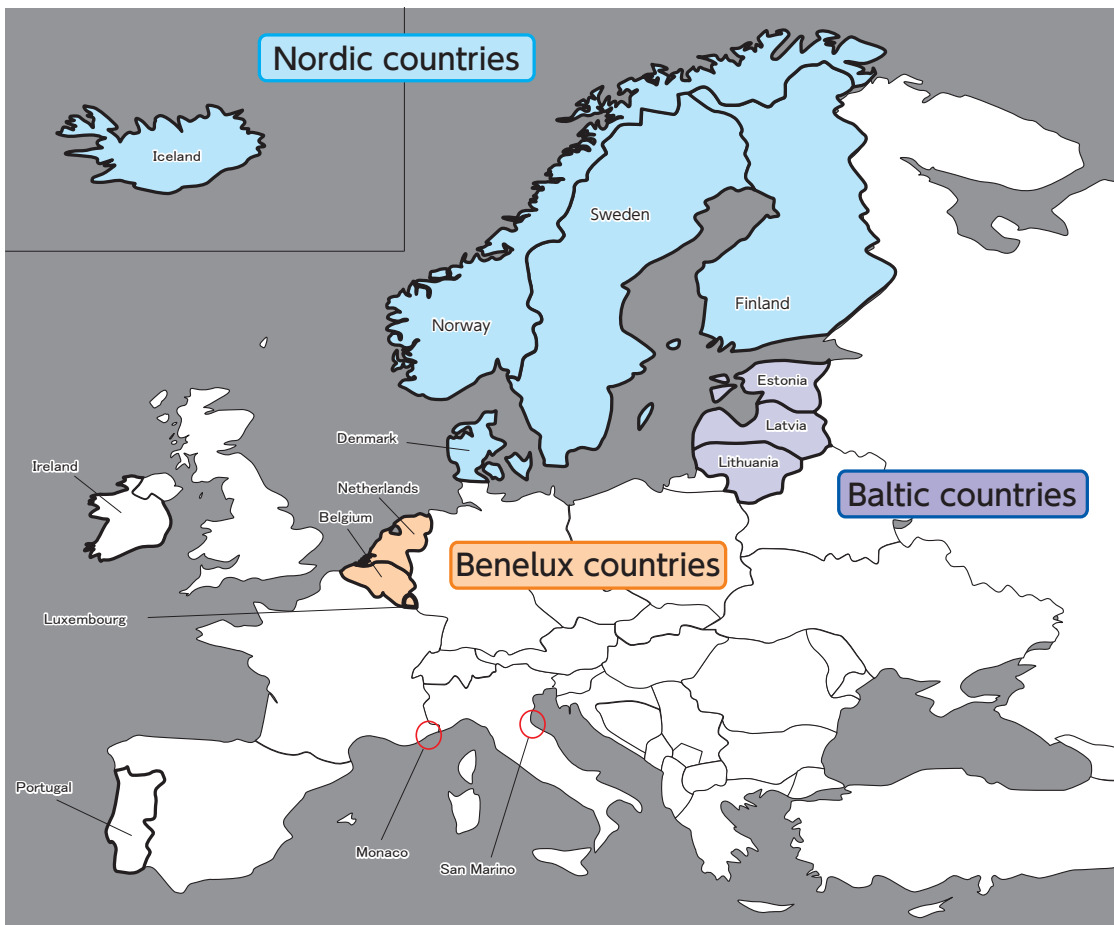 Nordic countries
Iceland
Sweden
Finland
Norway
Estonia
Denmark
Latvia
Lithuania
Ireland
Netherlands
Baltic countries
Belgium
Benelux countries
Luxembourg
Portugal
Monaco
San Marino